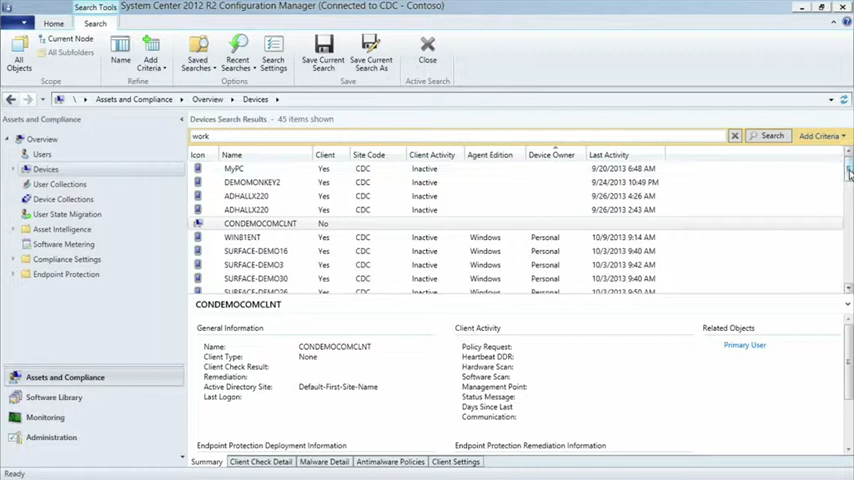 Search Tools
System Center 2012 R2 Configuration Manager (Connected to CDC - Contoso)
Home
Search
All Objects
Current Node
All Subfolders
Scope
Name
Add Criteria
Refine
Saved Searches
Recent Searches
Search Settings
Options
Save Current Search
Save Current Search As
Save
Close
Active Search
\ Assets and Compliance Overview Devices
Assets and Compliance
Overview
Users
Devices
User Collections
Device Collections
User State Migration
Asset Intelligence
Software Metering
Compliance Settings
Endpoint Protection
Assets and Compliance
Software Library
Monitoring
Administration
Devices Search Results - 45 items shown
work
Search
Add Criteria
Icon Name Client Site Code Client Activity Agent Edition Device Owner Last Activity
MyPC Yes CDC Inactive 9/20/2013 6:48 AM
DEMOMONKEY2 Yes CDC Inactive 9/24/2013 10:49 PM
ADHALLX220 Yes CDC Inactive 9/26/2013 4:26 AM
ADHALLX220 Yes CDC Inactive 9/26/2013 2:43 AM
CONDEMOCOMCLNT No
WIN81ENT Yes CDC Inactive Windows Personal 10/9/2013 9:14 AM
SURFACE-DEMO16 Yes CDC Inactive Windows Personal 10/3/2013 9:40 AM
SURFACE-DEMO3 Yes CDC Inactive Windows Personal 10/3/2013 9:42 AM
SURFACE-DEMO30 Yes CDC Inactive Windows Personal 10/3/2013 9:40 AM
SURFACE-DEMO26 Yes CDC Inactive Windows Personal 10/3/2013 9:50 AM
CONDEMOCOMCLNT
General Information
Name: CONDEMOCOMCLNT
Client Type: None
Client Check Result:
Remediation:
Active Directory Site: Default-First-Site-Name
Last Logon:
Client Activity
Policy Request:
Heartbeat DDR:
Hardware Scan:
Software Scan:
Management Point:
Status Message:
Days Since Last
Communication:
Related Objects
Primary User
Endpoint Protection Deployment Information
Endpoint Protection Remediation Information
Summary Client Check Detail Malware Detail Antimalware Policies Client Settings
Ready